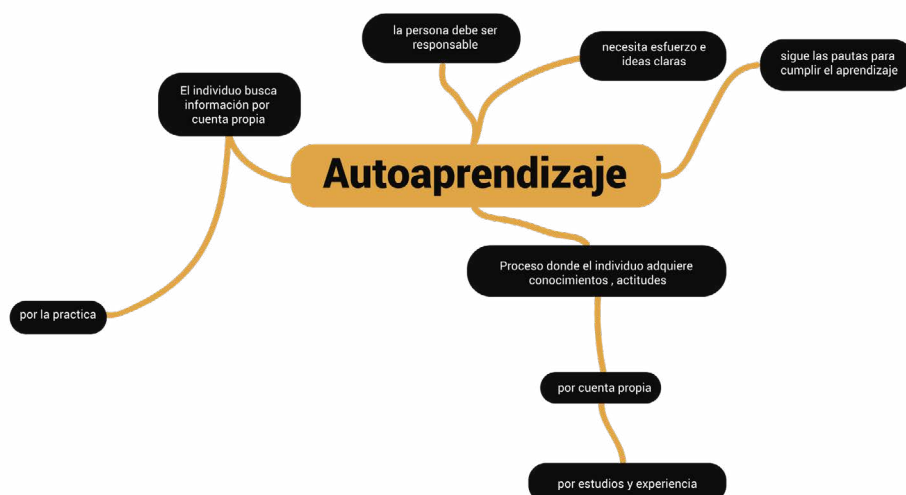 la persona debe ser
responsable
necesita esfuerzo e
ideas claras
sigue las pautas para
cumplir el aprendizaje
El individuo busca
información por
cuenta propia
Autoaprendizaje
Proceso donde el individuo adquiere
conocimientos , actitudes
por la practica
por cuenta propia
por estudios y experiencia